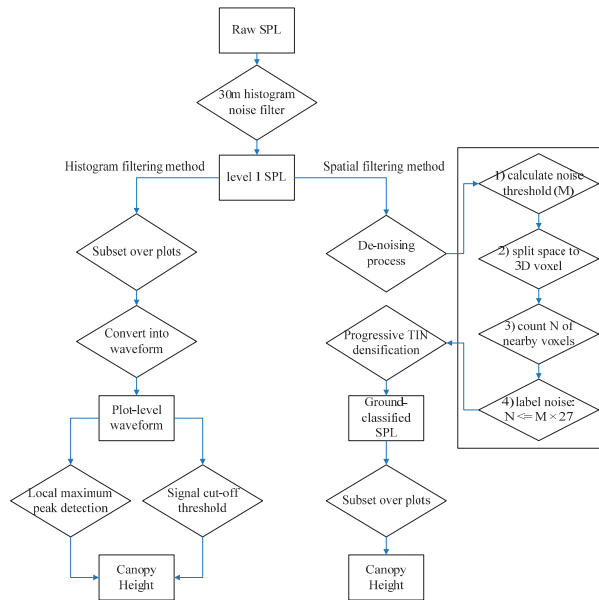 Raw SPL
30m histogram
noise filter
Histogram filtering method
level 1 SPL
Spatial filtering method
1) calculate noise
threshold (M)
Subset over plots
De-noising
process
2) split space to
3D voxel
Convert into
waveform
Progressive TIN
densification
3) count N of
nearby voxels
Plot-level
waveform
Ground-
classified
SPL
4) label noise:
N <= M × 27
Local maximum
peak detection
Signal cut-off
threshold
Subset over plots
Canopy
Height
Canopy
Height